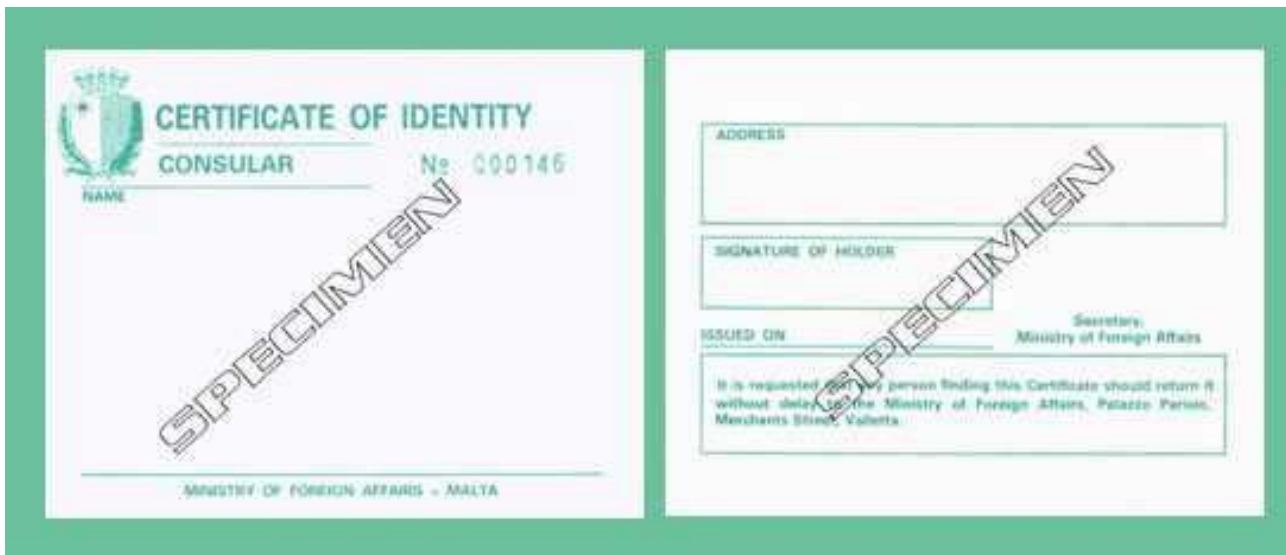 CERTIFICATE OF IDENTITY
CONSULAR № 000146
NAME
SPECIMEN
MINISTRY OF FOREIGN AFFAIRS - MALTA
ADDRESS
SIGNATURE OF HOLDER
SPECIMEN
ISSUED ON
Secretary,
Ministry of Foreign Affairs
It is requested that any person finding this Certificate should return it
without delay to the Ministry of Foreign Affairs, Palazzo Parisio,
Merchants Street, Valletta.